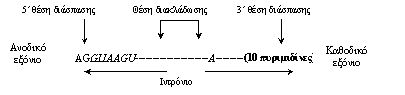 5΄ θέση διάσπασης Θέση διακλάδωσης 3΄ θέση διάσπασης
Ανοδικό εξόνιο
AGGUAAGU---------------A-----(10 πυριμιδίνες
Καθοδικό εξόνιο
Ιντρόνιο